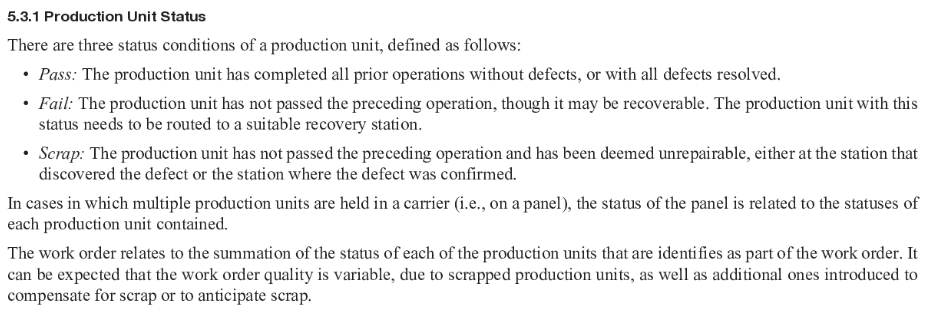 5.3.1 Production Unit Status
There are three status conditions of a production unit, defined as follows:
• Pass: The production unit has completed all prior operations without defects, or with all defects resolved.
• Fail: The production unit has not passed the preceding operation, though it may be recoverable. The production unit with this
status needs to be routed to a suitable recovery station.
• Scrap: The production unit has not passed the preceding operation and has been deemed unrepairable, either at the station that
discovered the defect or the station where the defect was confirmed.
In cases in which multiple production units are held in a carrier (i.e., on a panel), the status of the panel is related to the statuses of
each production unit contained.
The work order relates to the summation of the status of each of the production units that are identifies as part of the work order. It
can be expected that the work order quality is variable, due to scrapped production units, as well as additional ones introduced to
compensate for scrap or to anticipate scrap.